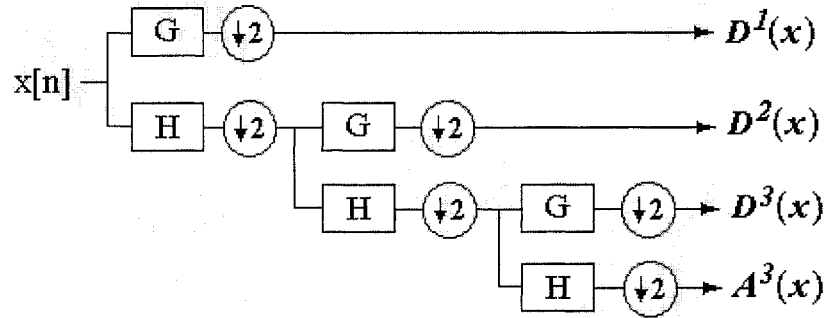 G ↓2 D¹(x)
x[n]
H ↓2 G ↓2 D²(x)
H ↓2 G ↓2 D³(x)
H ↓2 A³(x)